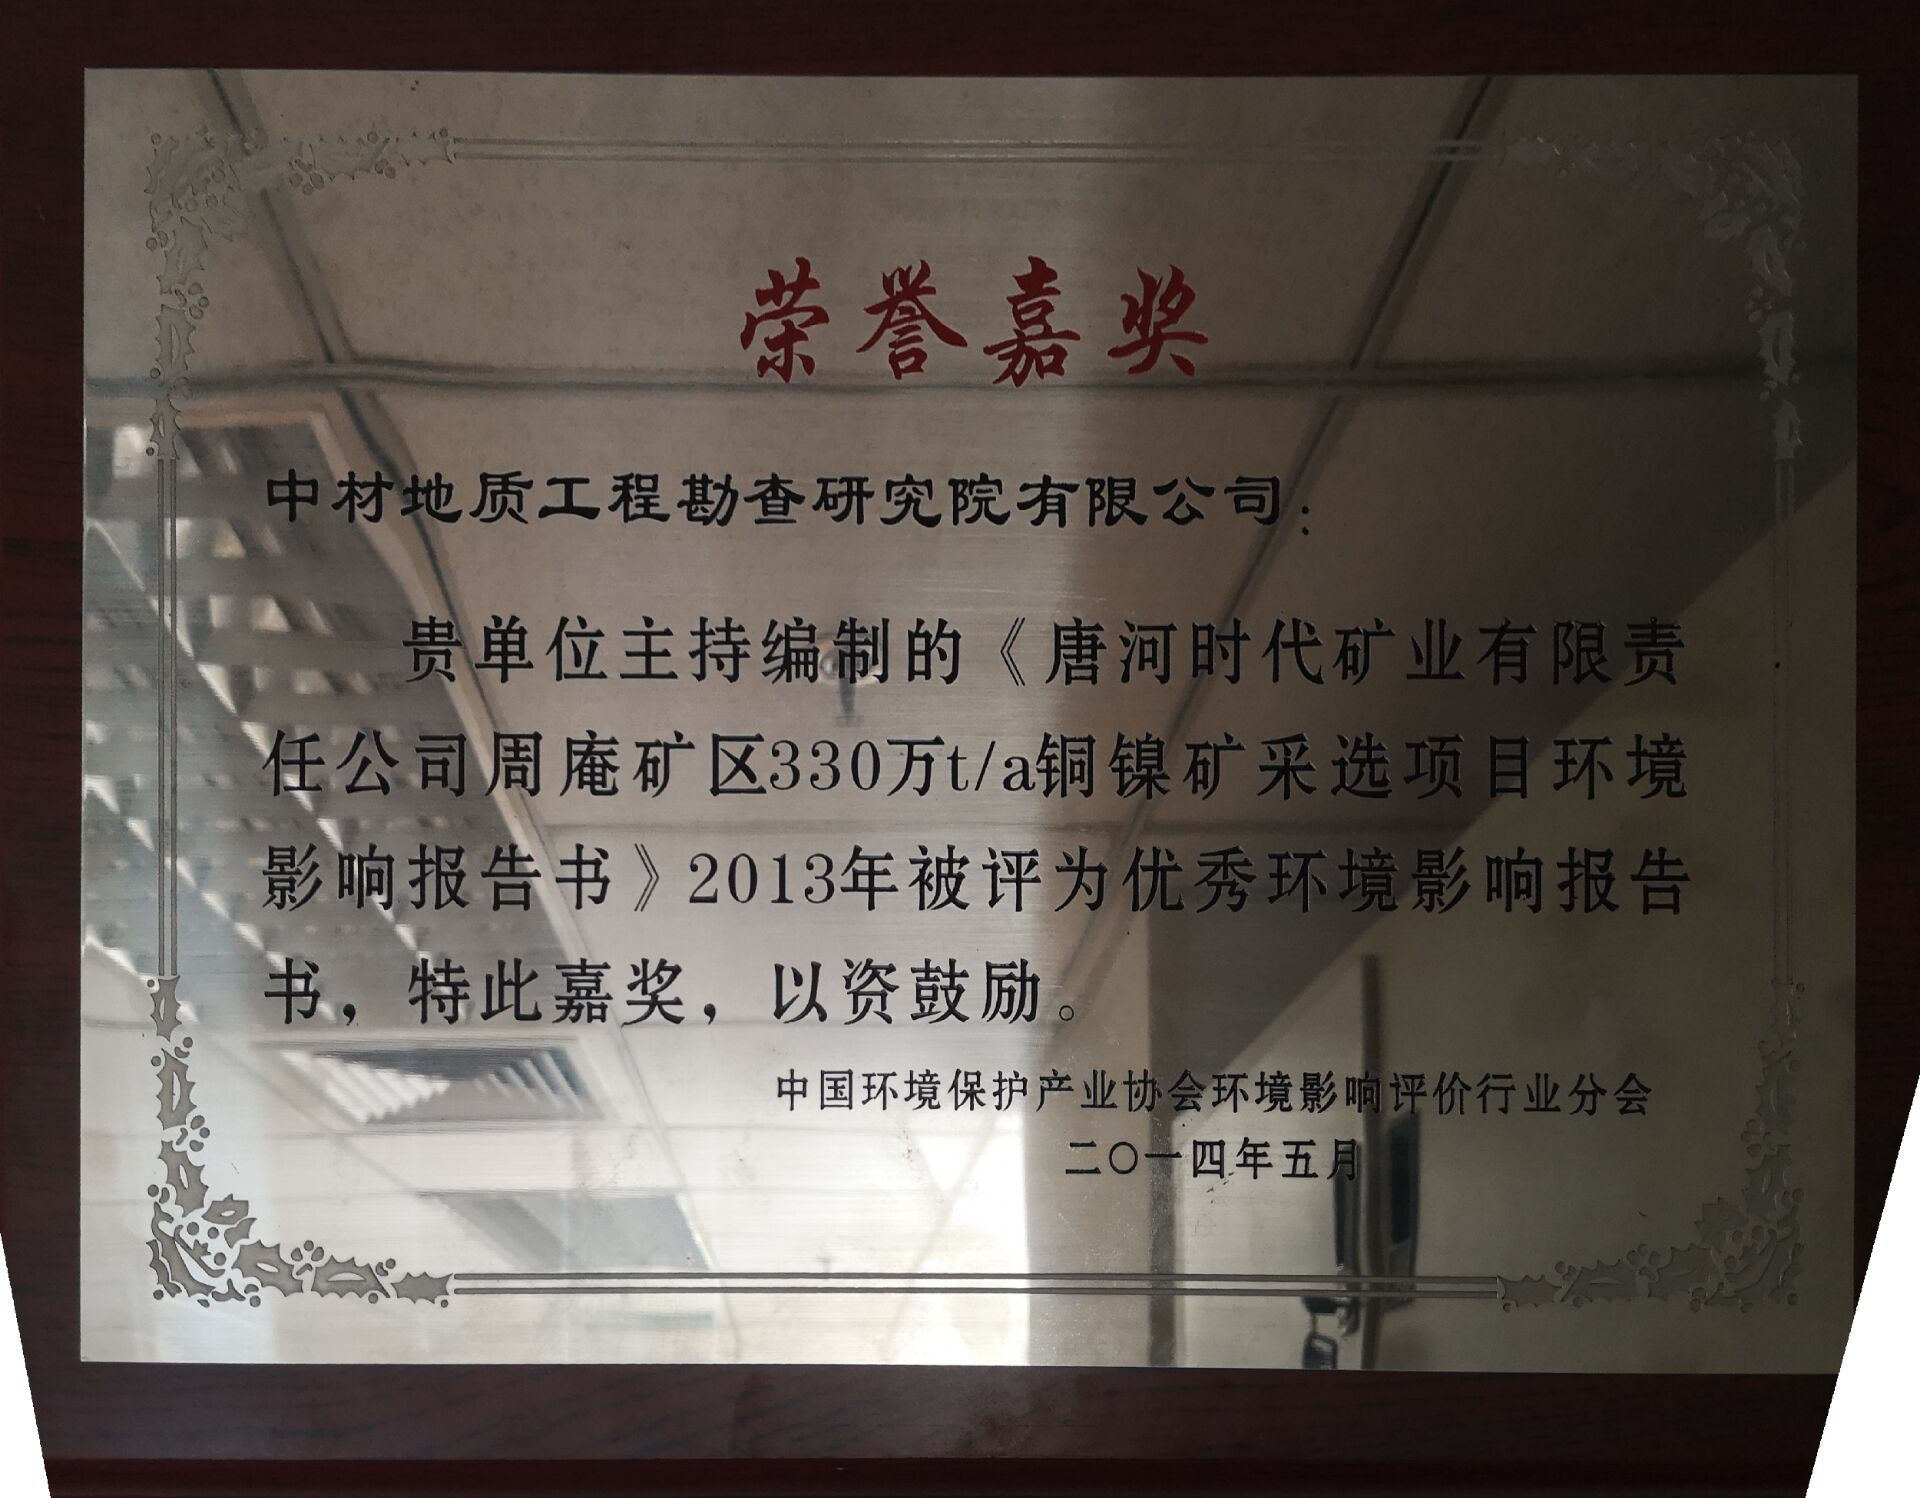 荣誉嘉奖
中材地质工程勘查研究院有限公司：
贵单位主持编制的《唐河时代矿业有限责
任公司周庵矿区330万t/a铜镍矿采选项目环境
影响报告书》2013年被评为优秀环境影响报告
书，特此嘉奖，以资鼓励。
中国环境保护产业协会环境影响评价行业分会
二〇一四年五月